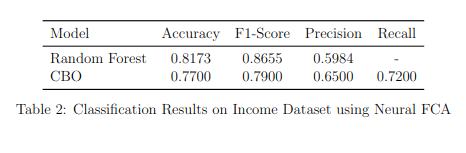 Model Accuracy F1-Score Precision Recall
Random Forest 0.8173 0.8655 0.5984 -
CBO 0.7700 0.7900 0.6500 0.7200
Table 2: Classification Results on Income Dataset using Neural FCA